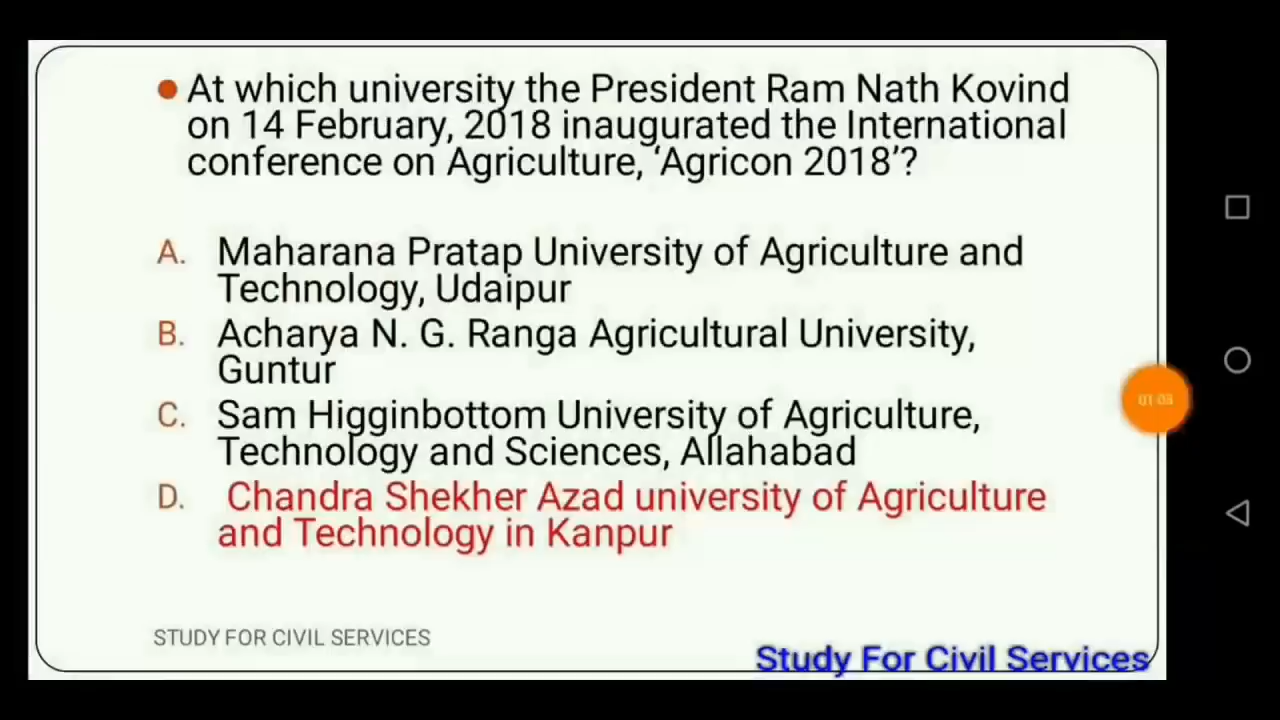 At which university the President Ram Nath Kovind
on 14 February, 2018 inaugurated the International
conference on Agriculture, ‘Agricon 2018’?
A. Maharana Pratap University of Agriculture and
Technology, Udaipur
B. Acharya N. G. Ranga Agricultural University,
Guntur
C. Sam Higginbottom University of Agriculture,
Technology and Sciences, Allahabad
D. Chandra Shekher Azad university of Agriculture
and Technology in Kanpur
01:03
STUDY FOR CIVIL SERVICES
Study For Civil Services